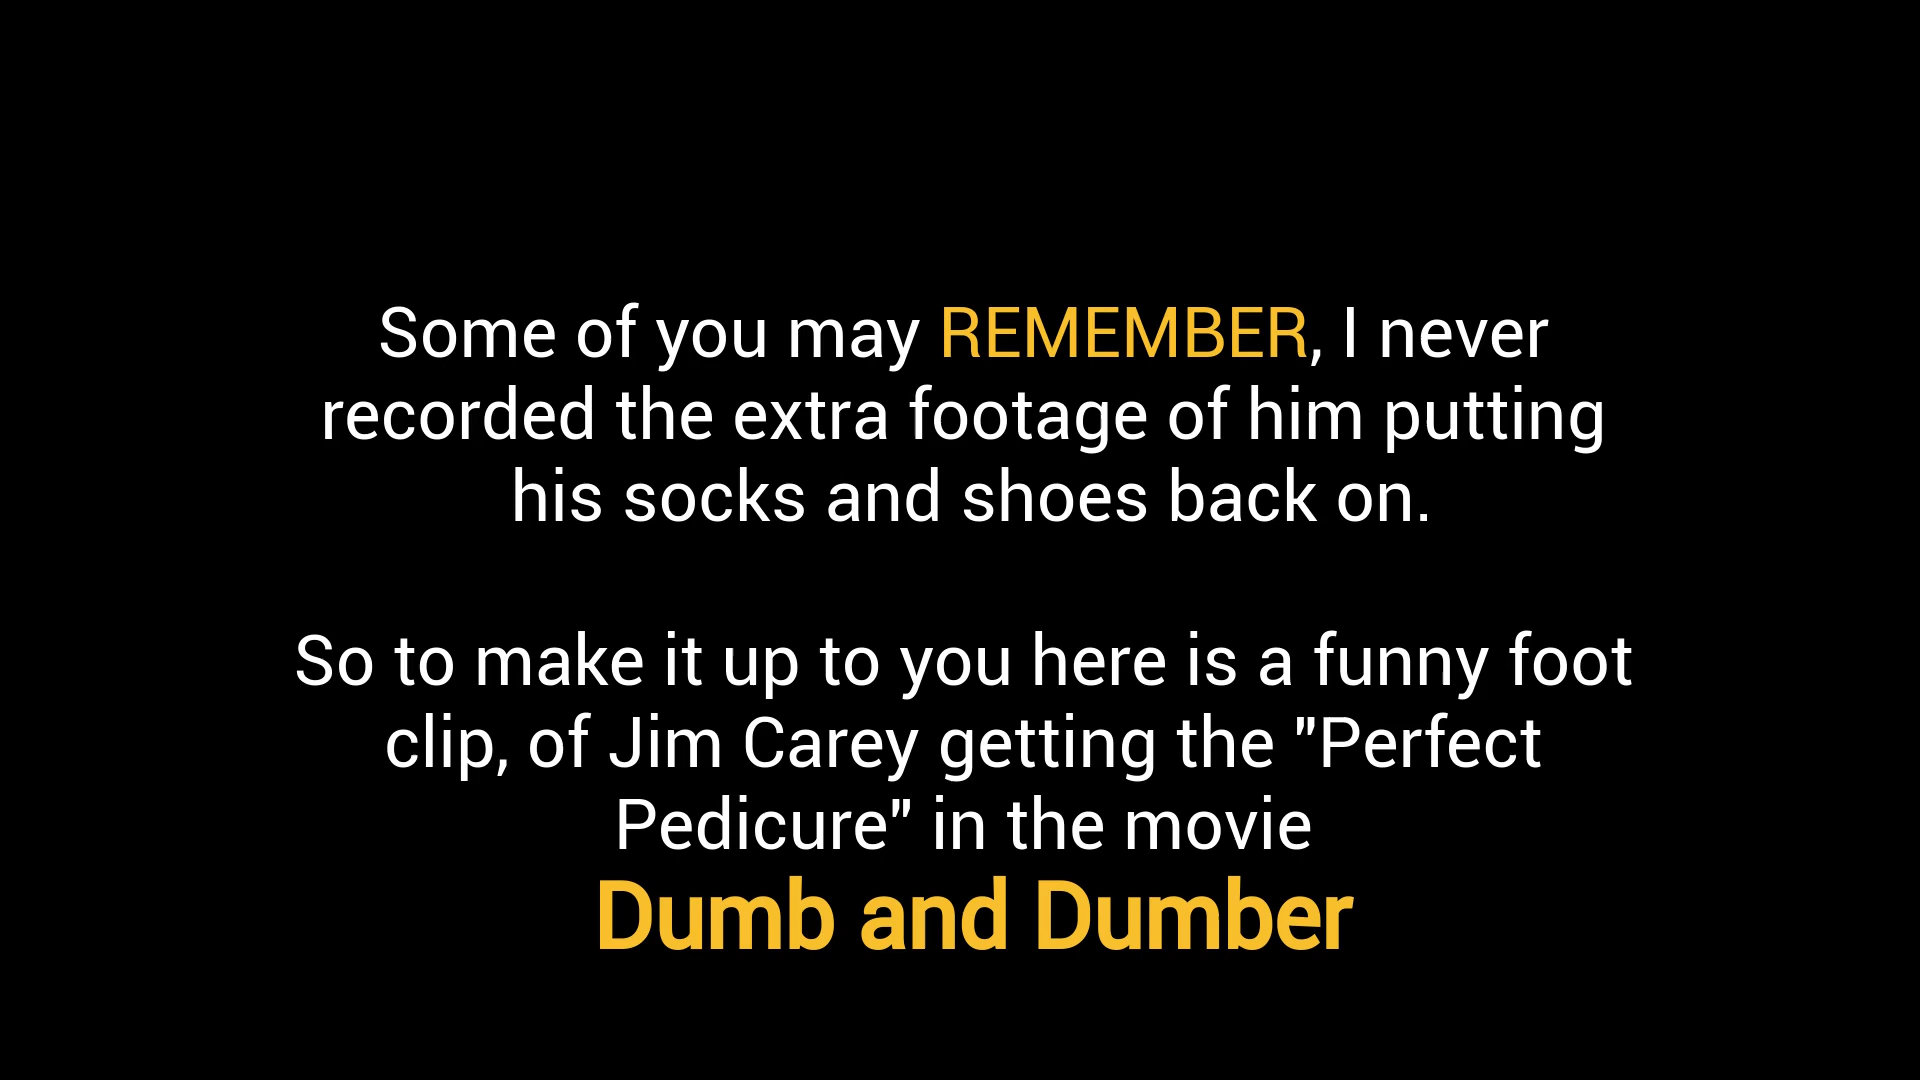 Some of you may REMEMBER, I never
recorded the extra footage of him putting
his socks and shoes back on.
So to make it up to you here is a funny foot
clip, of Jim Carey getting the "Perfect
Pedicure" in the movie
Dumb and Dumber